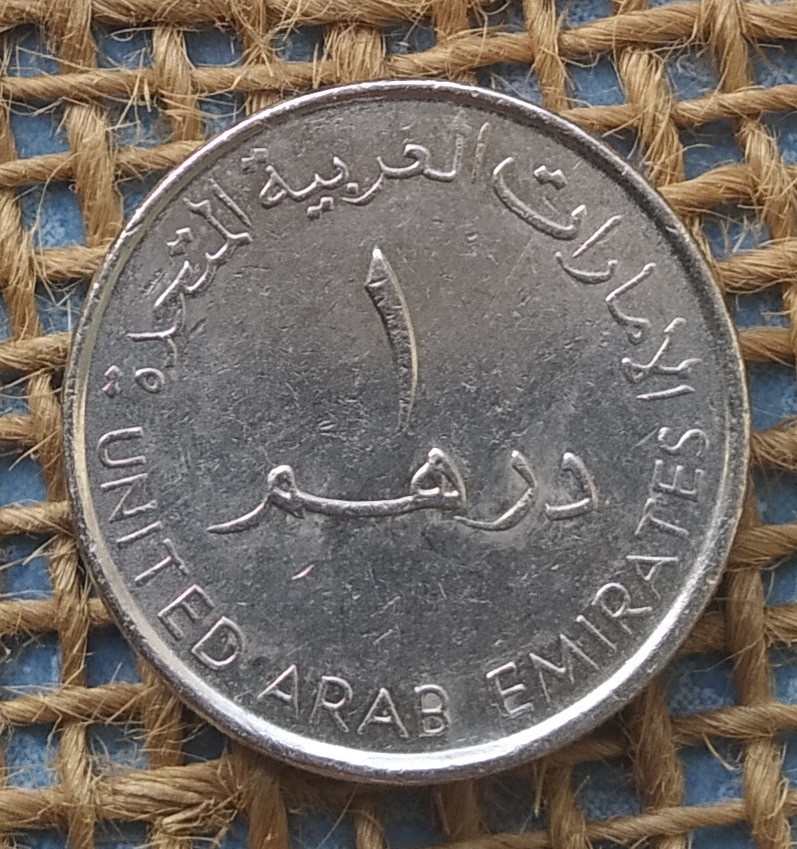 الإمارات العربية المتحدة
١
درهم
UNITED ARAB EMIRATES